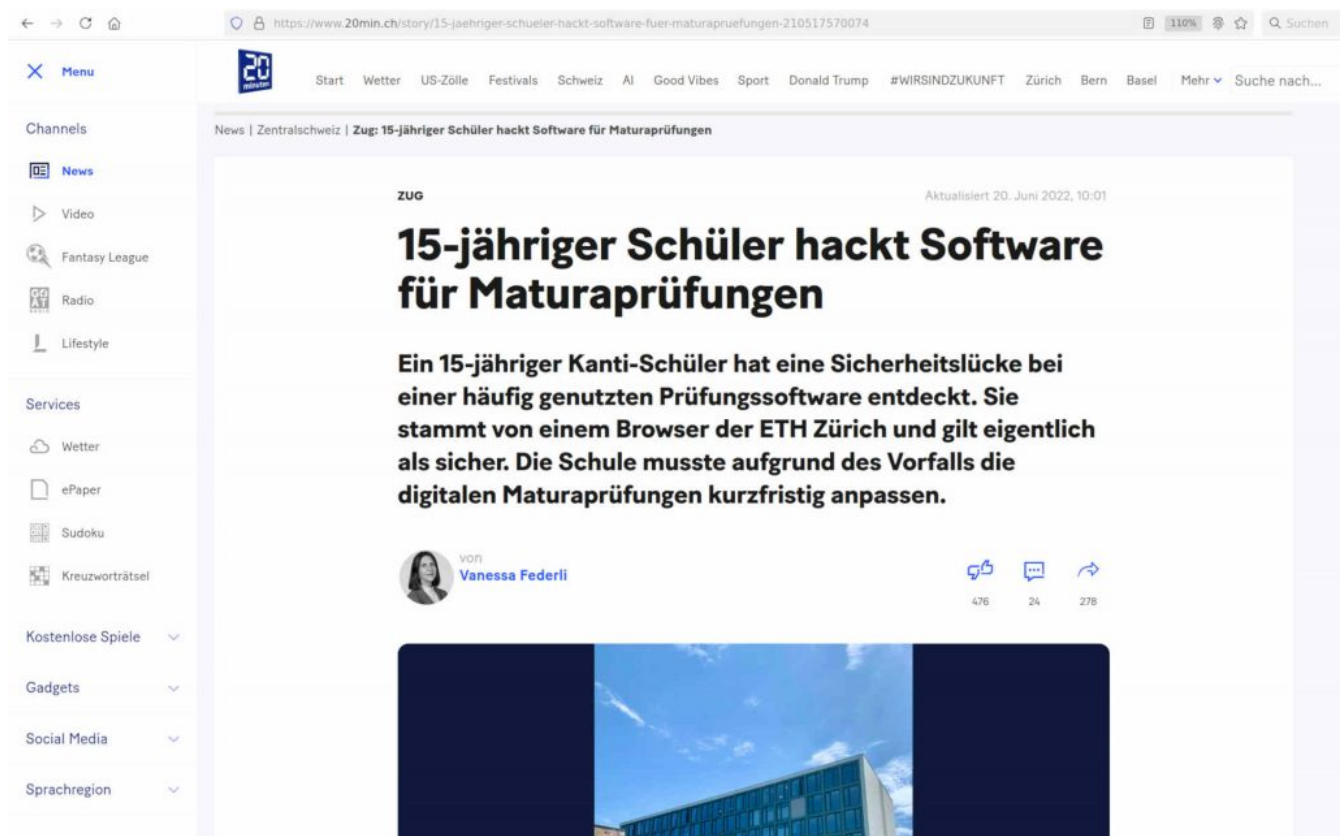 https://www.20min.ch/story/15-jaehriger-schueler-hackt-software-fuer-maturapruefungen-210517570074
110%
Suchen
Menu
20
minuten
Start Wetter US-Zölle Festivals Schweiz AI Good Vibes Sport Donald Trump #WIRSINDZUKUNFT Zürich Bern Basel Mehr Suche nach...
Channels
News
Video
Fantasy League
Radio
Lifestyle
Services
Wetter
ePaper
Sudoku
Kreuzworträtsel
Kostenlose Spiele
Gadgets
Social Media
Sprachregion
News | Zentralschweiz | Zug: 15-jähriger Schüler hackt Software für Maturaprüfungen
ZUG
Aktualisiert 20. Juni 2022, 10:01
15-jähriger Schüler hackt Software
für Maturaprüfungen
Ein 15-jähriger Kanti-Schüler hat eine Sicherheitslücke bei
einer häufig genutzten Prüfungssoftware entdeckt. Sie
stammt von einem Browser der ETH Zürich und gilt eigentlich
als sicher. Die Schule musste aufgrund des Vorfalls die
digitalen Maturaprüfungen kurzfristig anpassen.
von
Vanessa Federli
476 24 278